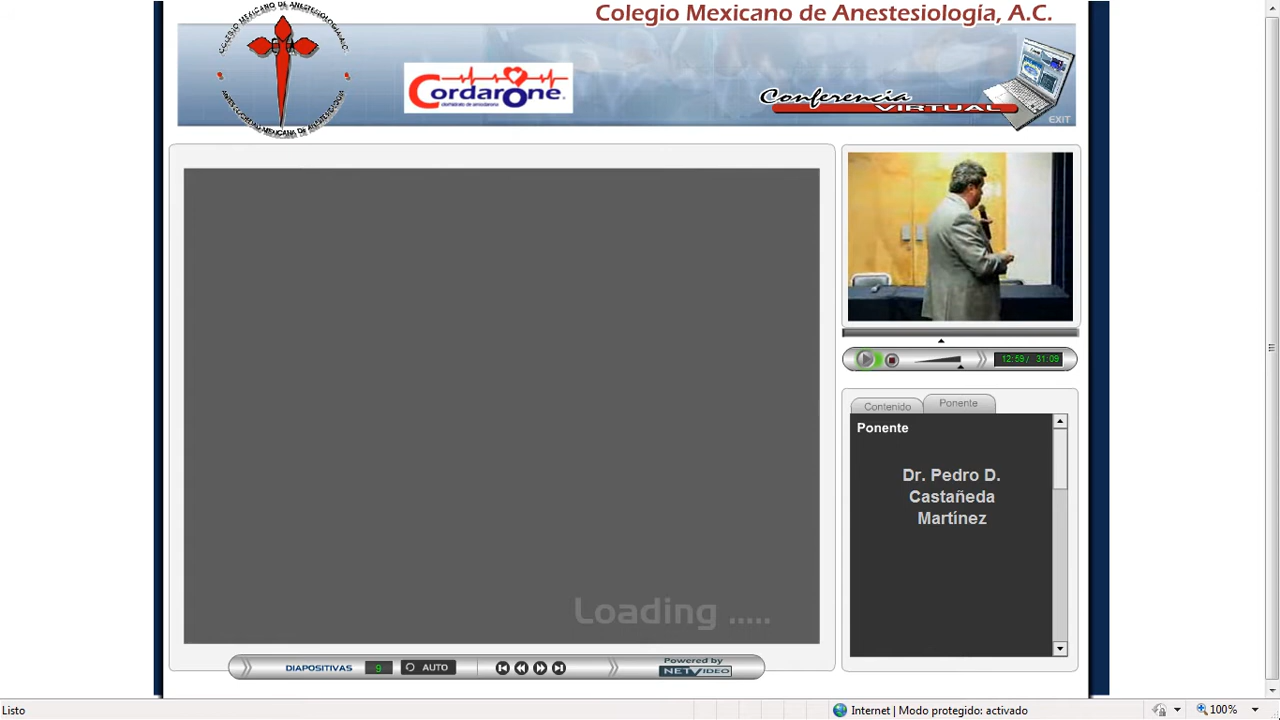 Colegio Mexicano de Anestesiología, A.C.
Cordarone
Conferencia
VIRTUAL
EXIT
12:59 / 31:09
Contenido
Ponente
Ponente
Dr. Pedro D.
Castañeda
Martínez
Loading .....
DIAPOSITIVAS 9 AUTO
Powered by
NETVIDEO
Listo
Internet | Modo protegido: activado
100%